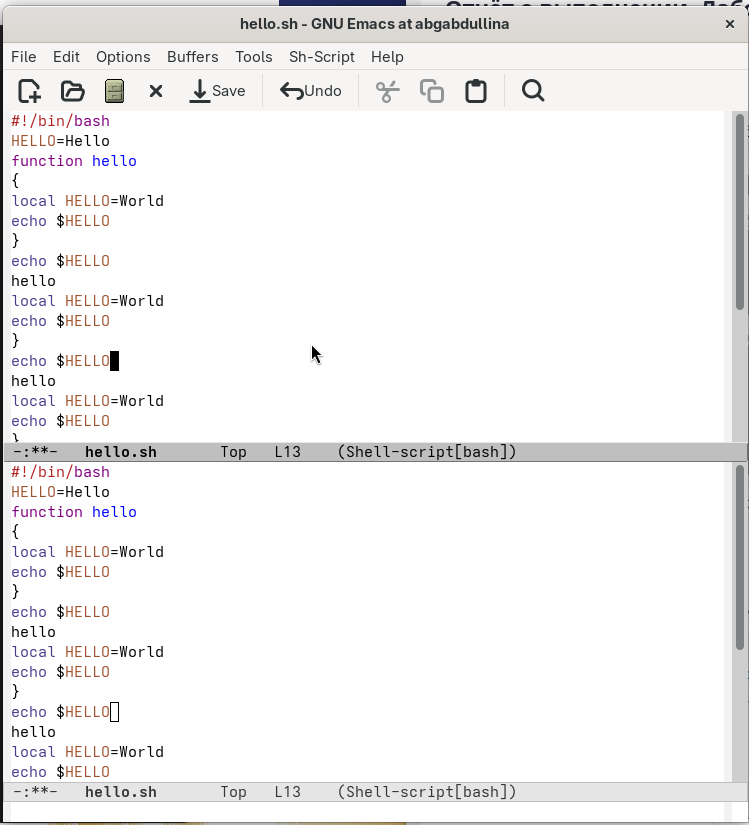 hello.sh - GNU Emacs at abgabdullina
File Edit Options Buffers Tools Sh-Script Help
Save Undo
#!/bin/bash
HELLO=Hello
function hello
{
local HELLO=World
echo $HELLO
}
echo $HELLO
hello
local HELLO=World
echo $HELLO
}
echo $HELLO
hello
local HELLO=World
echo $HELLO
}
-:**- hello.sh Top L13 (Shell-script[bash])
#!/bin/bash
HELLO=Hello
function hello
{
local HELLO=World
echo $HELLO
}
echo $HELLO
hello
local HELLO=World
echo $HELLO
}
echo $HELLO
hello
local HELLO=World
echo $HELLO
-:**- hello.sh Top L13 (Shell-script[bash])